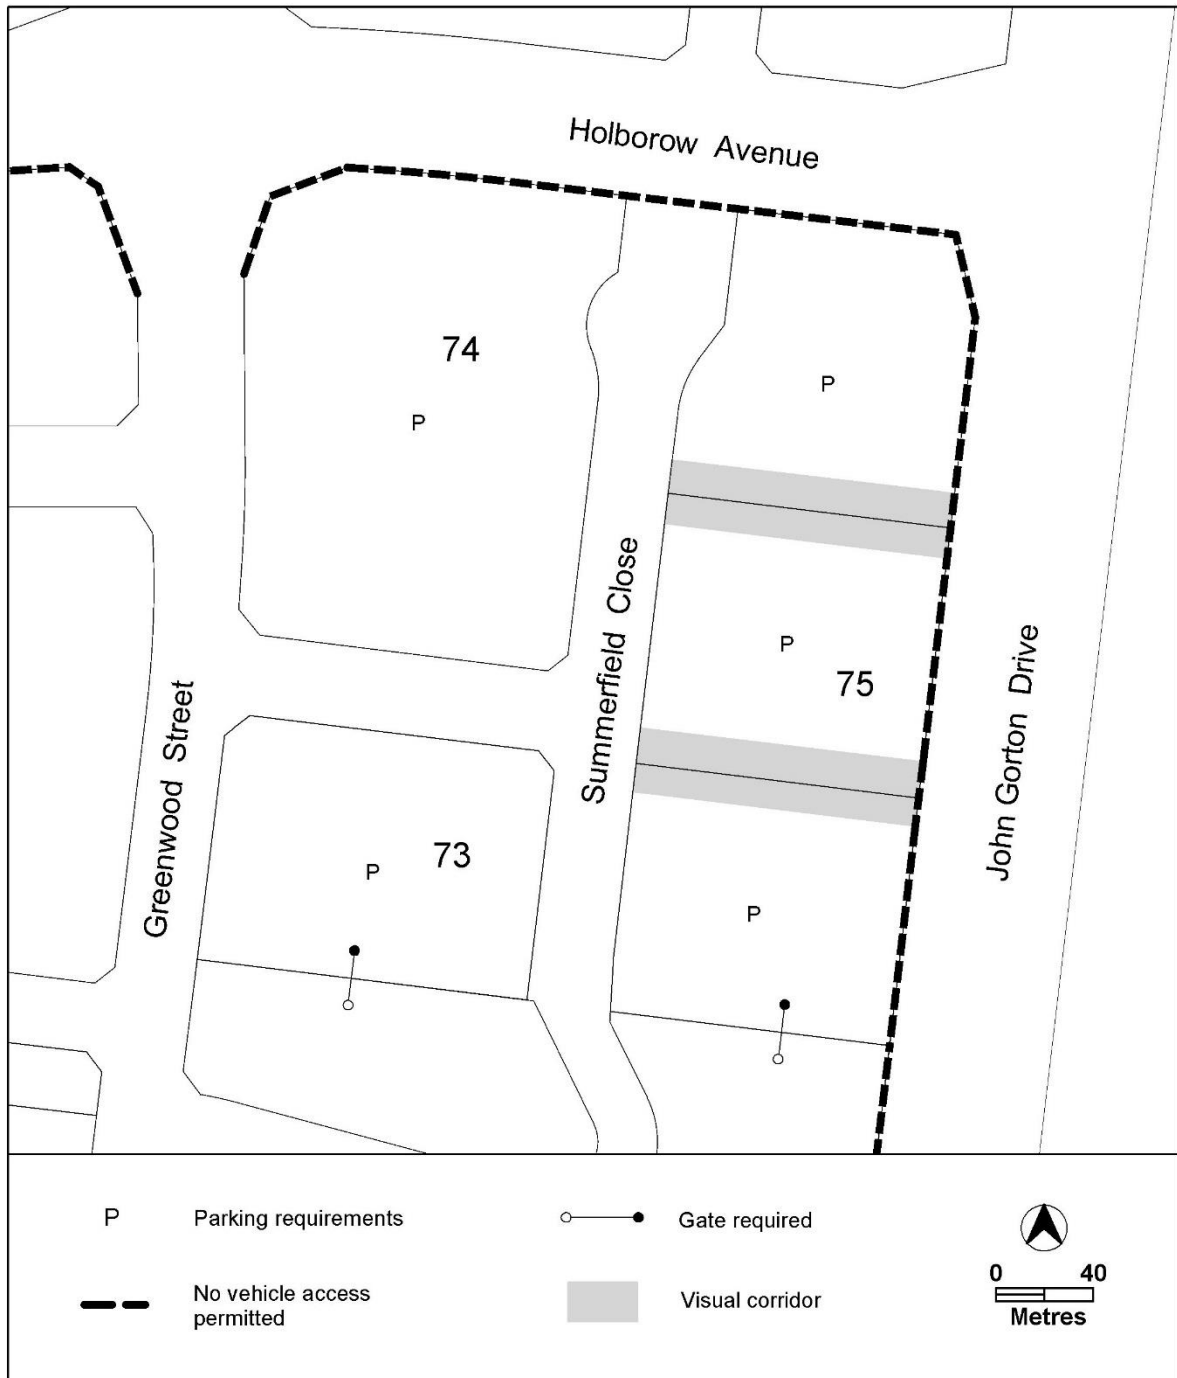 Holborow Avenue
74
P
P
Summerfield Close
P
75
John Gorton Drive
Greenwood Street
73
P
P
P Parking requirements
Gate required
No vehicle access
permitted
Visual corridor
0 40
Metres